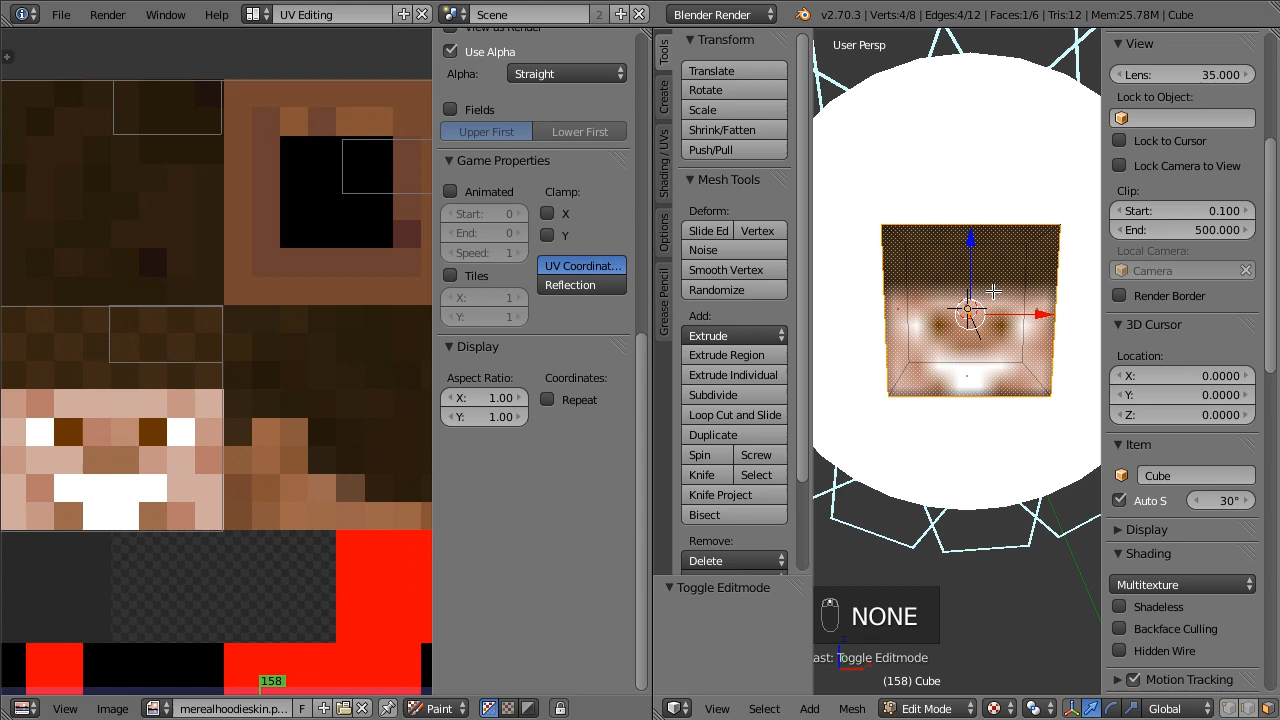 File Render Window Help UV Editing Scene 2 Blender Render v2.70.3 | Verts:4/8 | Edges:4/12 | Faces:1/6 | Tris:12 | Mem:25.78M | Cube
Use Alpha
Alpha: Straight
Fields
Upper First Lower First
Game Properties
Animated Clamp:
Start: 0 X
End: 0 Y
Speed: 1
Tiles UV Coordinat...
X: 1 Reflection
Y: 1
Display
Aspect Ratio: Coordinates:
X: 1.00 Repeat
Y: 1.00
158
View Image merealhoodieskin.p... F Paint
Tools
Create
Shading / UVs
Options
Grease Pencil
Transform
Translate
Rotate
Scale
Shrink/Fatten
Push/Pull
Mesh Tools
Deform:
Slide Ed Vertex
Noise
Smooth Vertex
Randomize
Add:
Extrude
Extrude Region
Extrude Individual
Subdivide
Loop Cut and Slide
Duplicate
Spin Screw
Knife Select
Knife Project
Bisect
Remove:
Delete
Toggle Editmode
User Persp
NONE
ast: Toggle Editmode
(158) Cube
View Select Add Mesh Edit Mode Global
View
Lens: 35.000
Lock to Object:
Lock to Cursor
Lock Camera to View
Clip:
Start: 0.100
End: 500.000
Local Camera:
Camera
Render Border
3D Cursor
Location:
X: 0.0000
Y: 0.0000
Z: 0.0000
Item
Cube
Auto S 30°
Display
Shading
Multitexture
Shadeless
Backface Culling
Hidden Wire
Motion Tracking